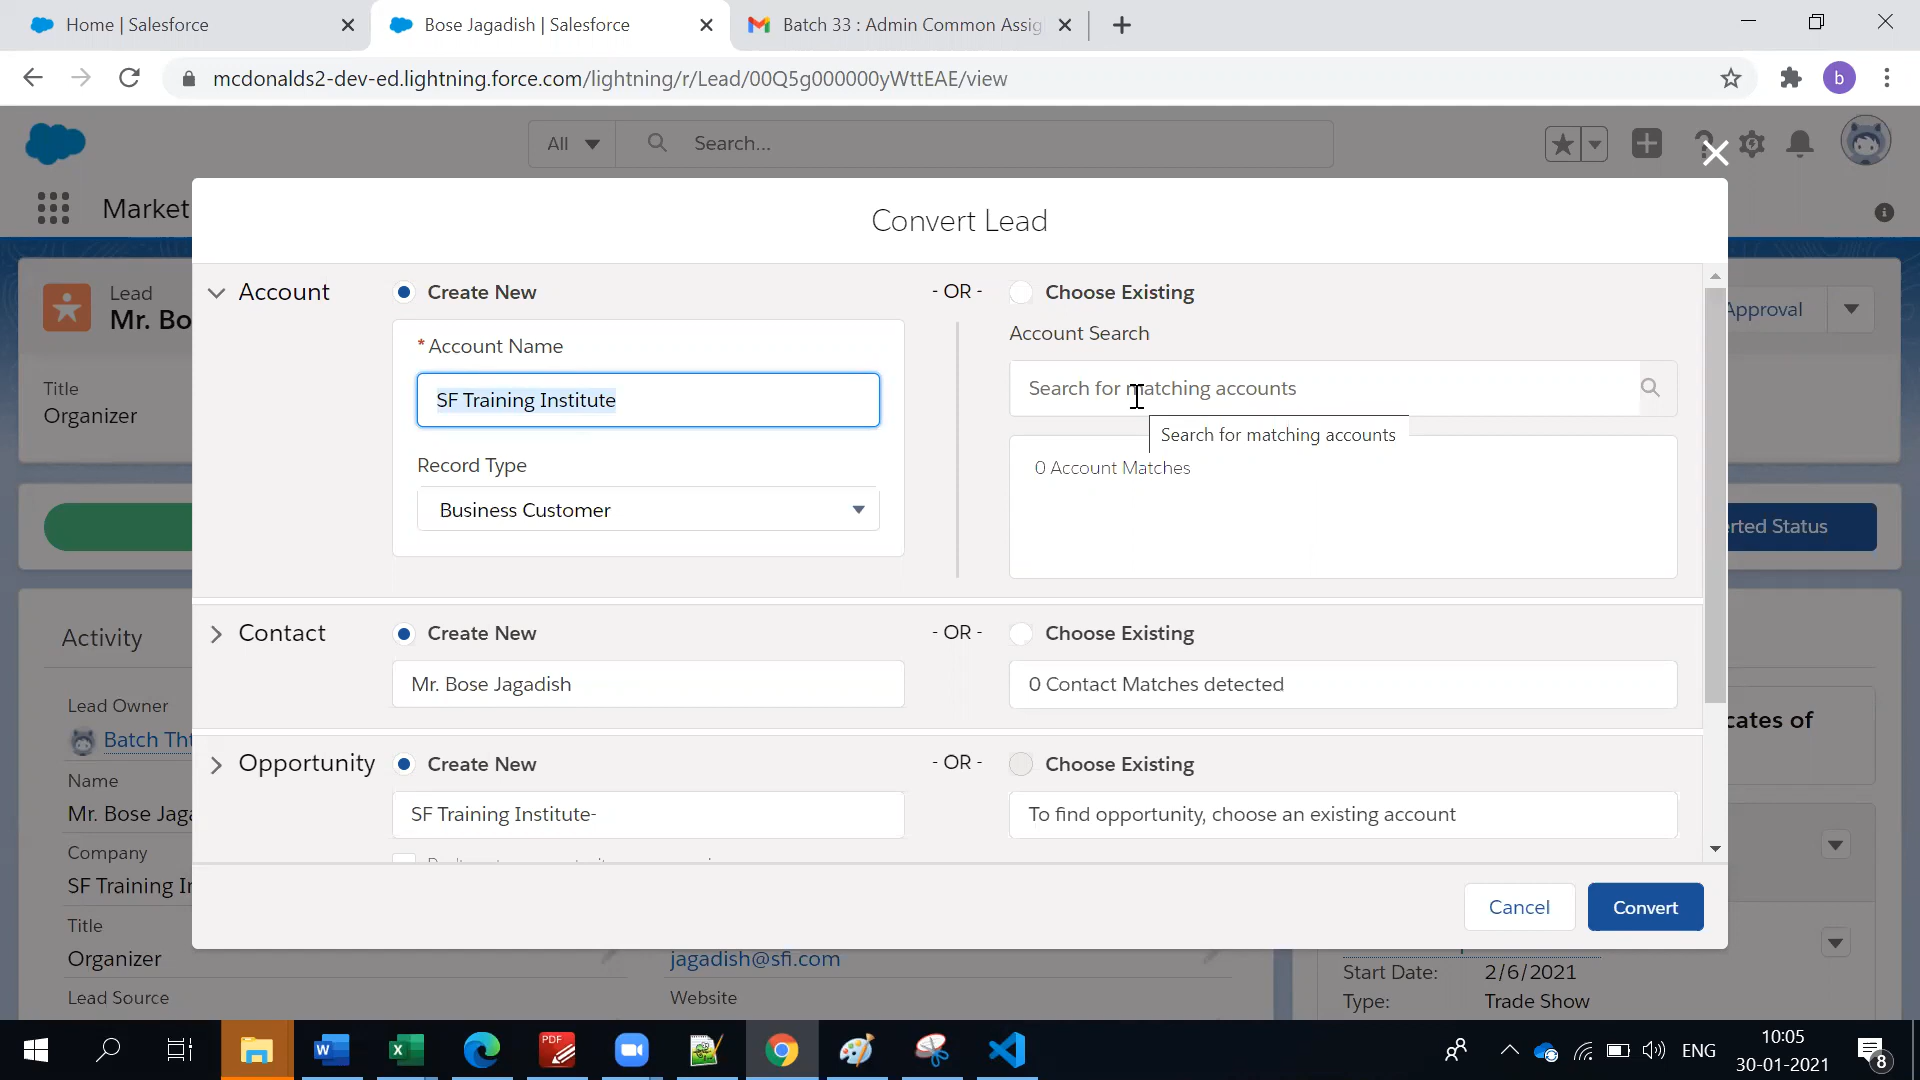 Home | Salesforce
Bose Jagadish | Salesforce
Batch 33 : Admin Common Assig
mcdonalds2-dev-ed.lightning.force.com/lightning/r/Lead/00Q5g000000yWttEAE/view
b
All
Search...
Market
Convert Lead
Lead
Mr. Bo
Approval
Title
Organizer
Account
Create New
- OR -
Choose Existing
*Account Name
SF Training Institute
Record Type
Business Customer
Account Search
Search for matching accounts
Search for matching accounts
0 Account Matches
rted Status
Contact
Create New
- OR -
Choose Existing
Mr. Bose Jagadish
0 Contact Matches detected
Opportunity
Create New
- OR -
Choose Existing
SF Training Institute-
To find opportunity, choose an existing account
Cancel
Convert
Activity
Lead Owner
Batch Tht
Name
Mr. Bose Jaga
Company
SF Training In
Title
Organizer
Lead Source
jagadish@sfi.com
Website
cates of
Start Date: 2/6/2021
Type: Trade Show
PDF
ENG
10:05
30-01-2021
8